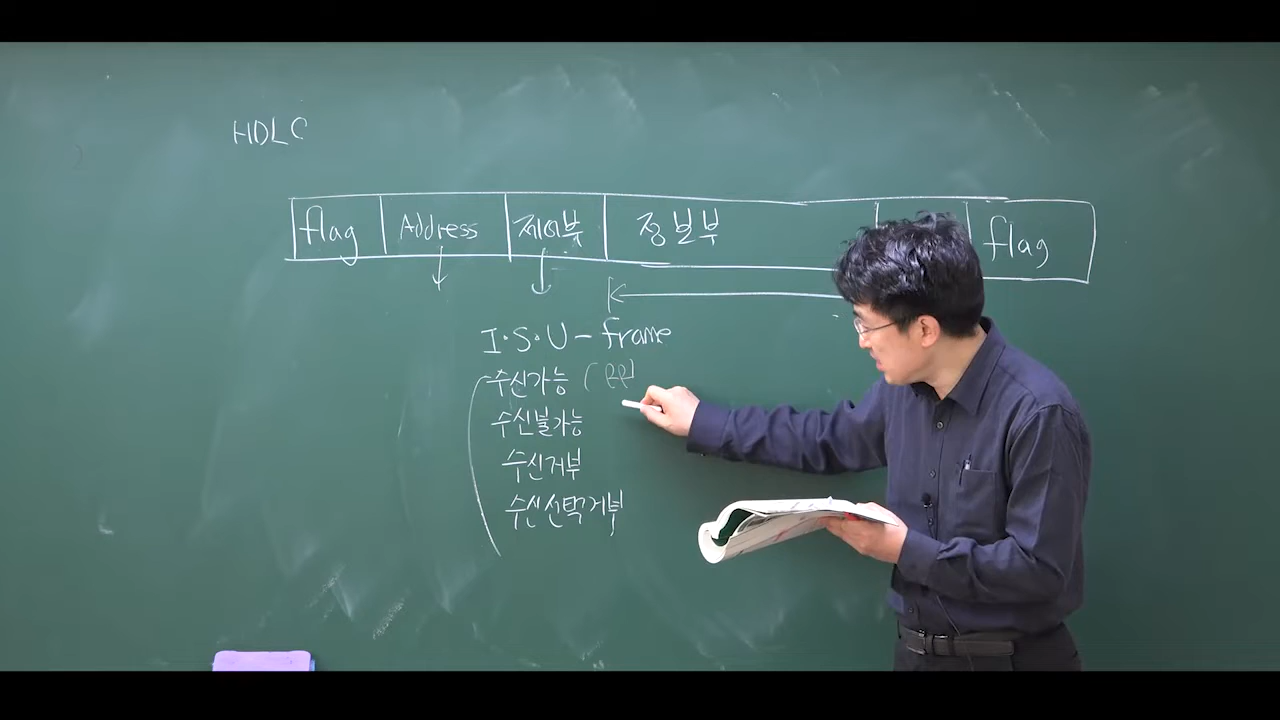 HDLC
flag Address 제어부 정보부 flag
I·S·U - frame
수신가능 (RR)
수신불가능
수신거부
수신선택거부